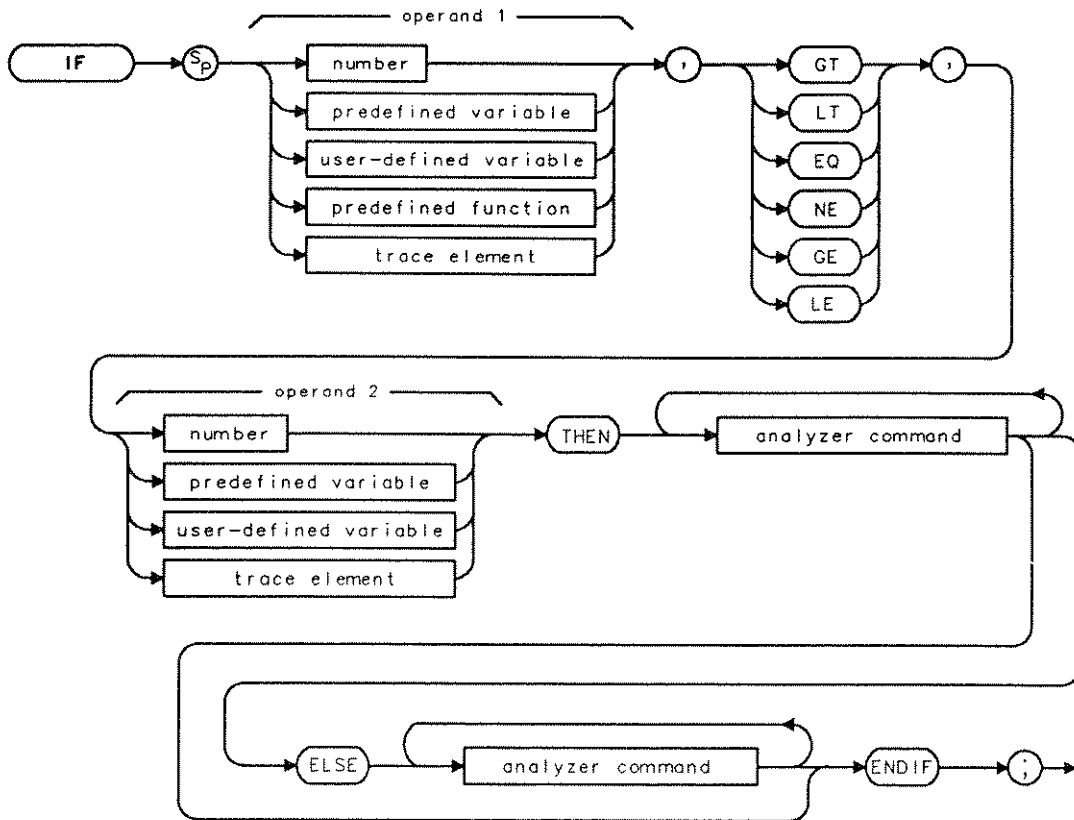 operand 1
IF Sp number , GT ,
predefined variable LT
user-defined variable EQ
predefined function NE
trace element GE
LE
operand 2
number THEN analyzer command
predefined variable
user-defined variable
trace element
ELSE analyzer command ENDIF ;